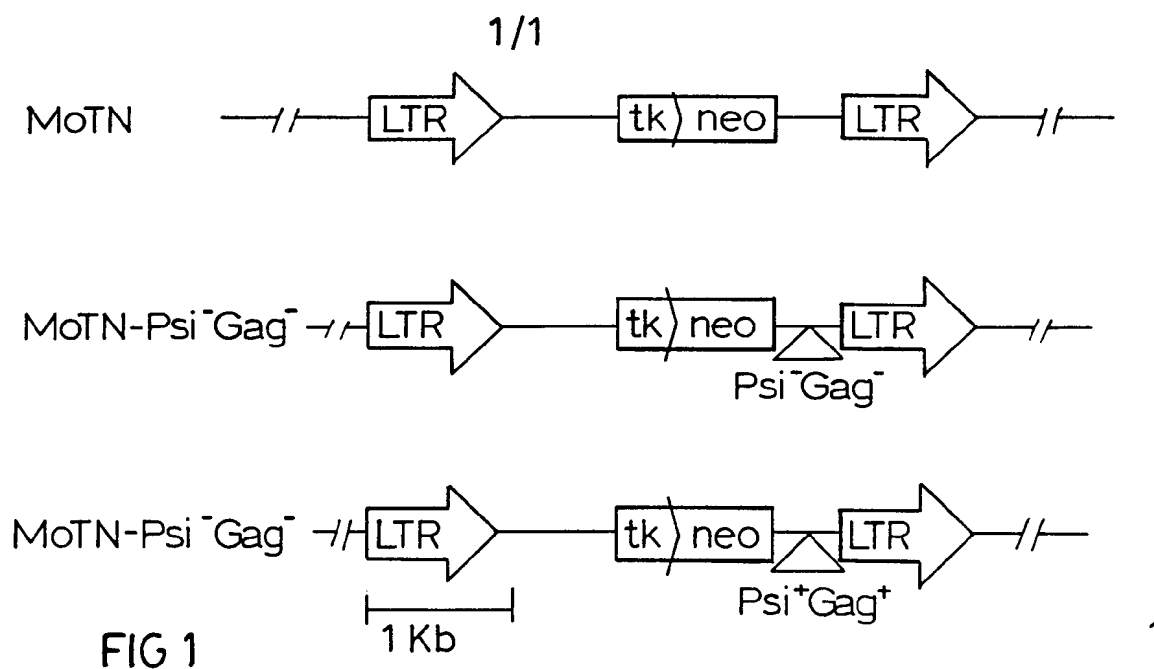 1/1
MoTN LTR tk neo LTR
MoTN-Psi⁻Gag⁻ LTR tk neo LTR
Psi⁻Gag⁻
MoTN-Psi⁻Gag⁻ LTR tk neo LTR
Psi⁺Gag⁺
1 Kb
FIG 1